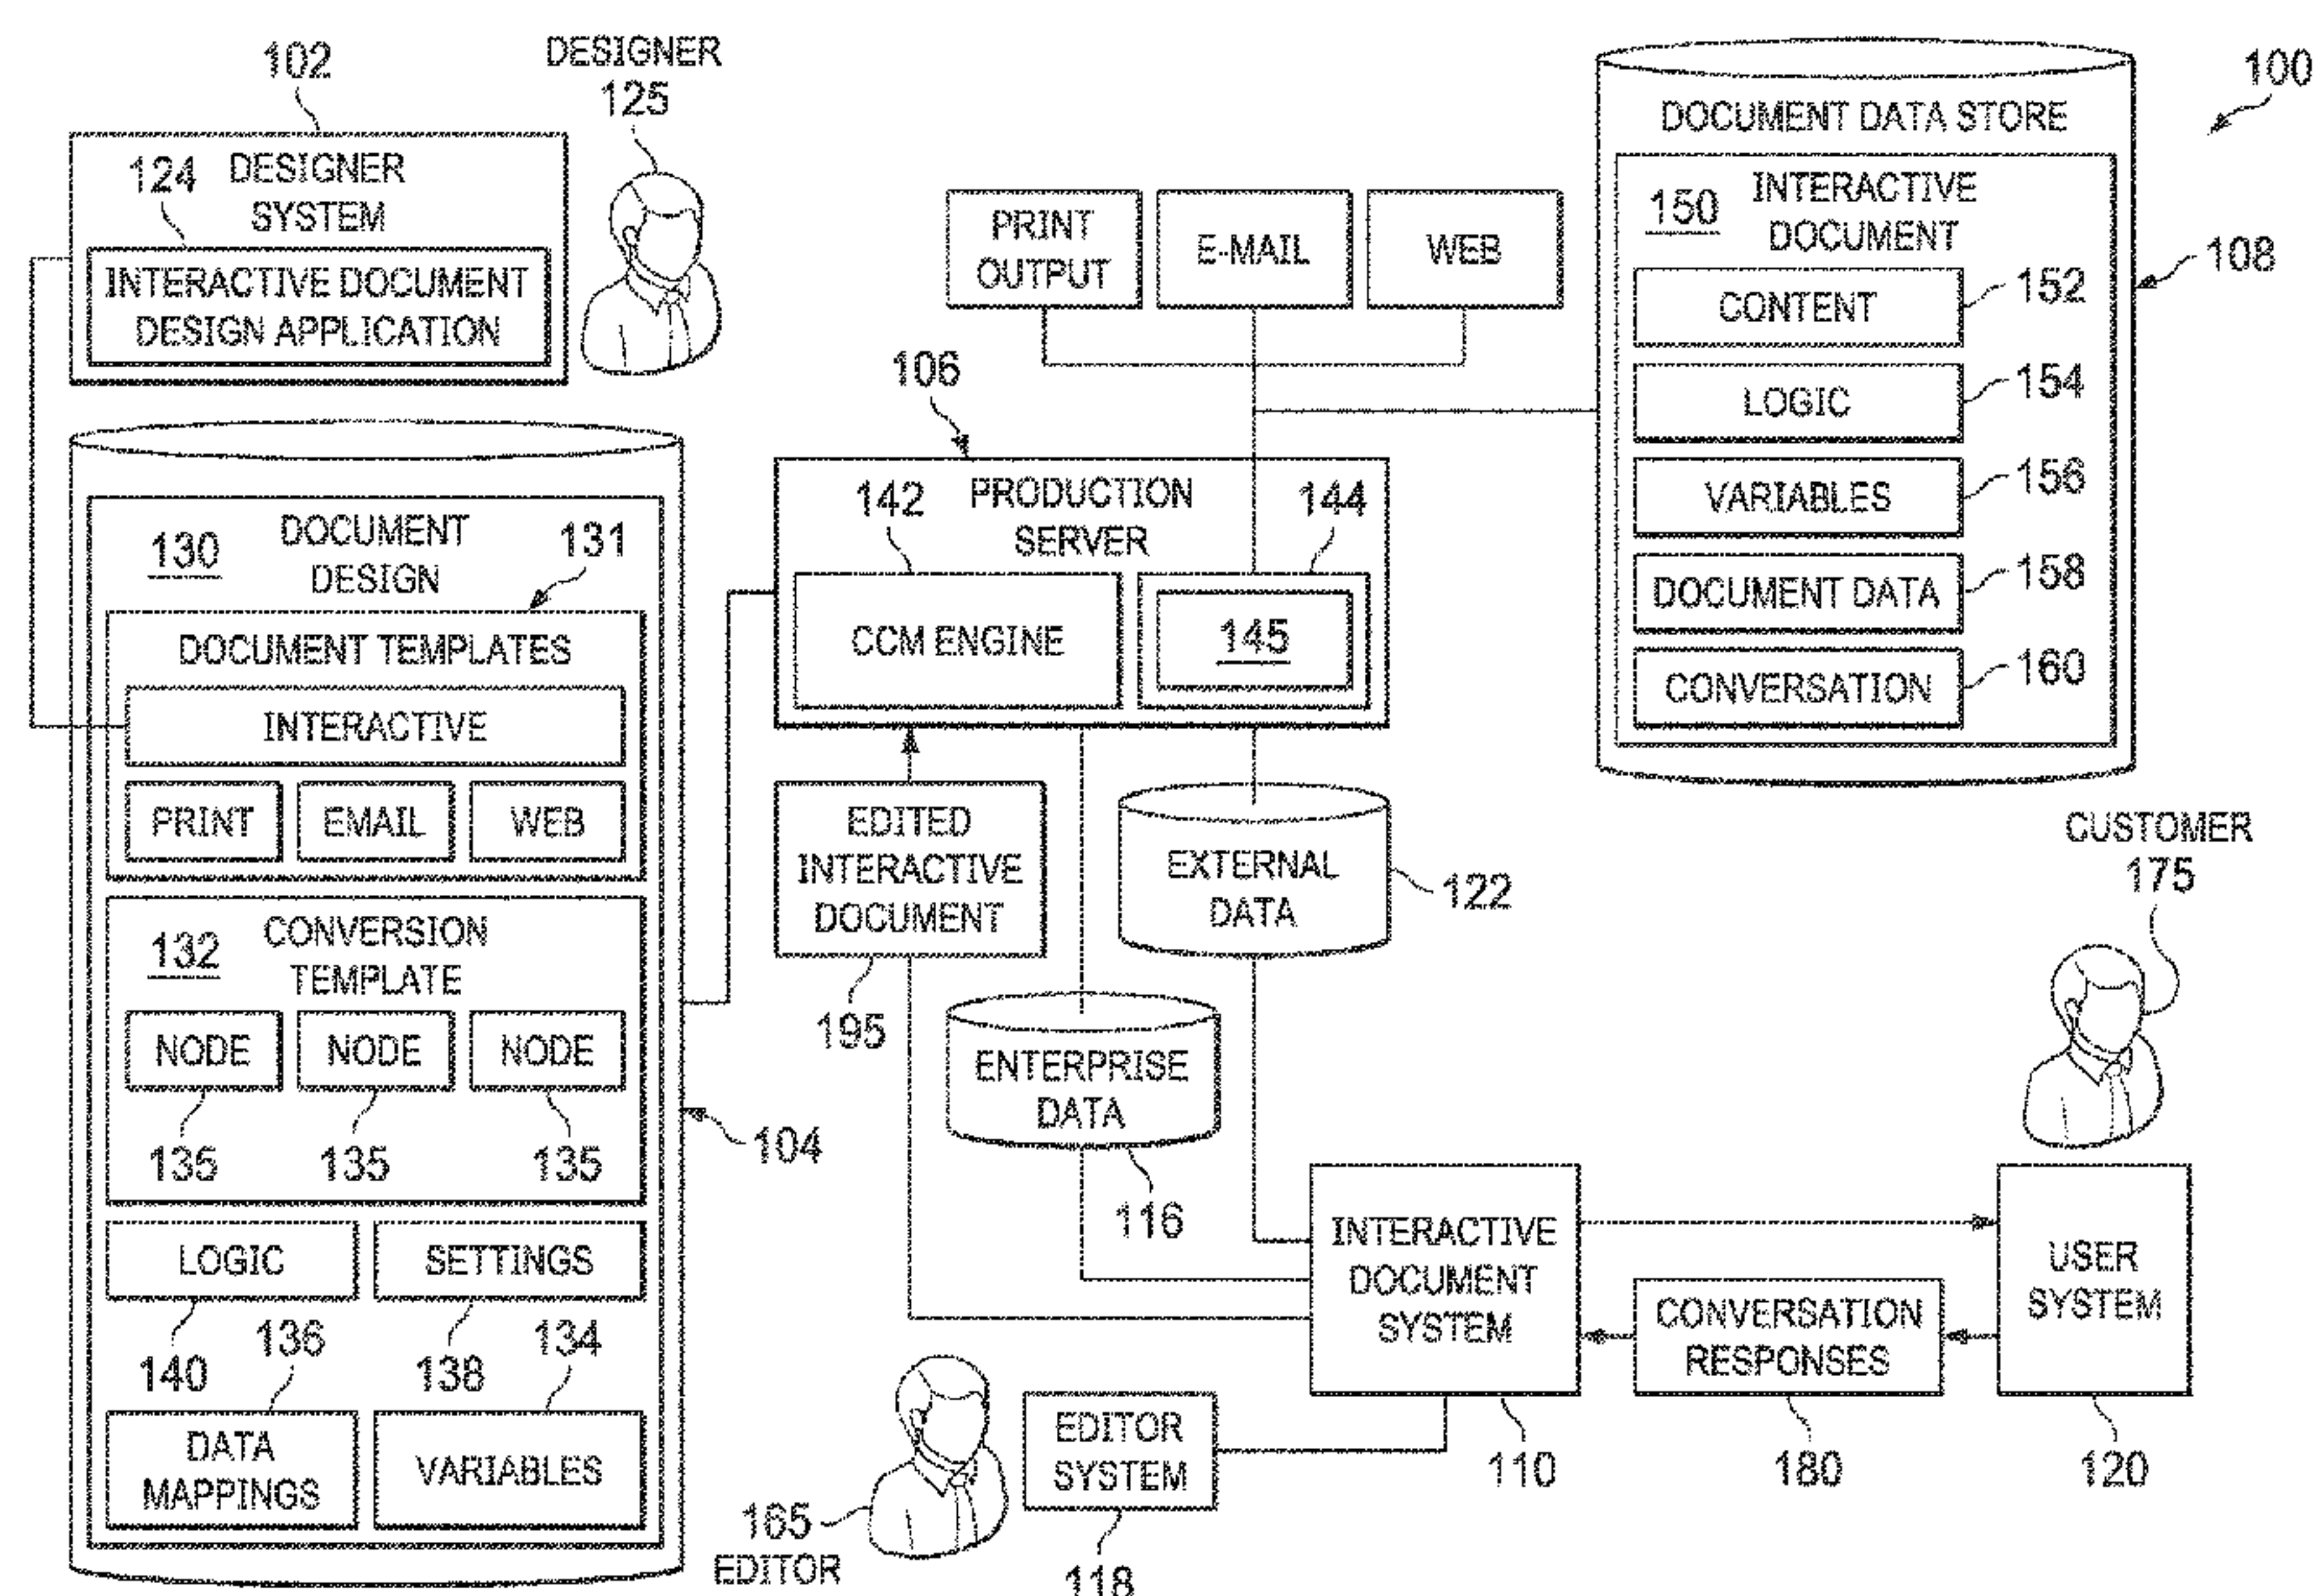 102
DESIGNER
125
124
DESIGNER
SYSTEM
INTERACTIVE DOCUMENT
DESIGN APPLICATION
PRINT
OUTPUT
E-MAIL
WEB
100
DOCUMENT DATA STORE
150
INTERACTIVE
DOCUMENT
108
CONTENT
152
LOGIC
154
VARIABLES
156
DOCUMENT DATA
158
CONVERSATION
160
106
142
PRODUCTION
SERVER
144
CCM ENGINE
145
130
DOCUMENT
DESIGN
131
DOCUMENT TEMPLATES
INTERACTIVE
PRINT
EMAIL
WEB
132
CONVERSION
TEMPLATE
NODE
NODE
NODE
135
135
135
104
LOGIC
SETTINGS
140
136
138
134
DATA
MAPPINGS
VARIABLES
EDITED
INTERACTIVE
DOCUMENT
195
EXTERNAL
DATA
122
ENTERPRISE
DATA
116
CUSTOMER
175
INTERACTIVE
DOCUMENT
SYSTEM
110
CONVERSATION
RESPONSES
180
USER
SYSTEM
120
EDITOR
SYSTEM
118
165
EDITOR